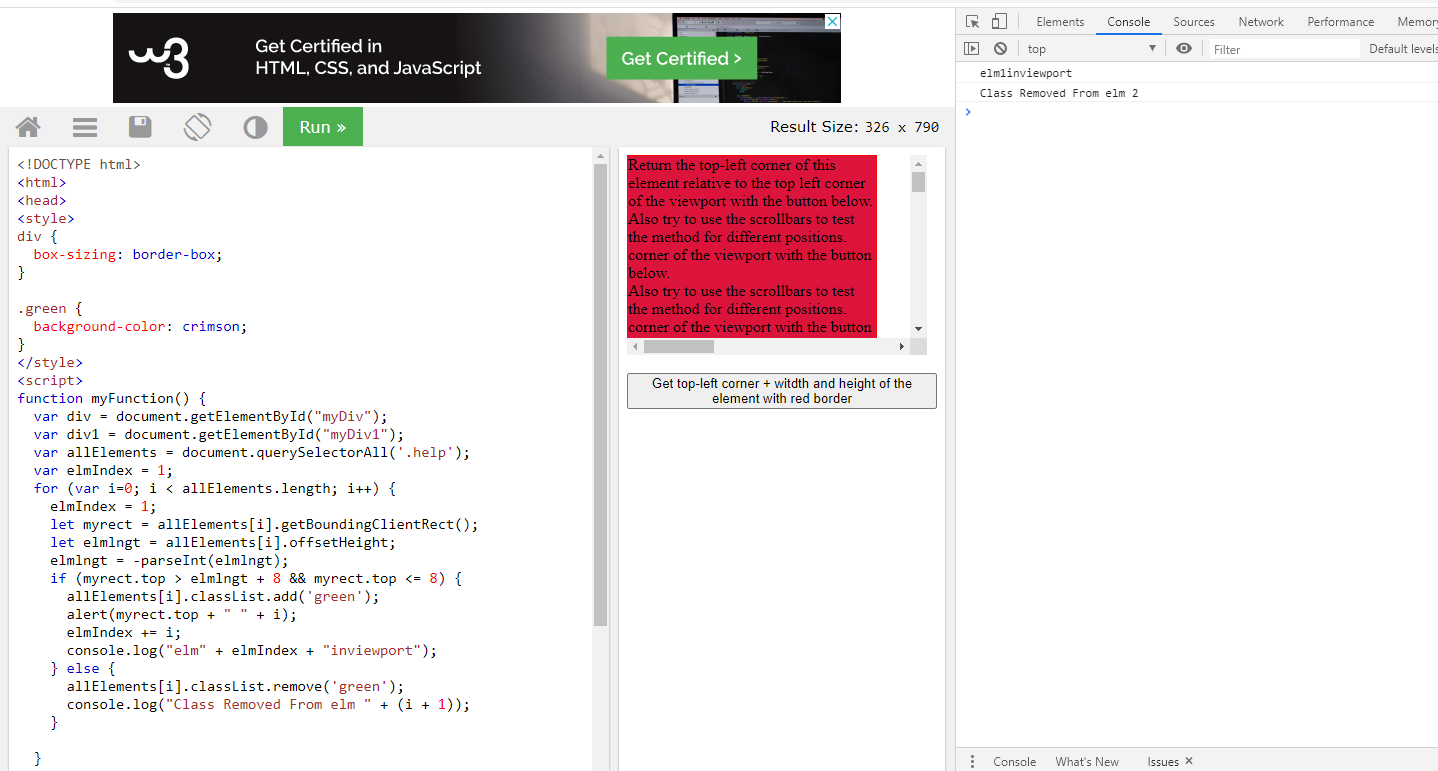 w3
Get Certified in
HTML, CSS, and JavaScript
Get Certified >
Run »
Result Size: 326 x 790
<!DOCTYPE html>
<html>
<head>
<style>
div {
  box-sizing: border-box;
}
.green {
  background-color: crimson;
}
</style>
<script>
function myFunction() {
  var div = document.getElementById("myDiv");
  var div1 = document.getElementById("myDiv1");
  var allElements = document.querySelectorAll('.help');
  var elmIndex = 1;
  for (var i=0; i < allElements.length; i++) {
    elmIndex = 1;
    let myrect = allElements[i].getBoundingClientRect();
    let elmlngt = allElements[i].offsetHeight;
    elmlngt = -parseInt(elmlngt);
    if (myrect.top > elmlngt + 8 && myrect.top <= 8) {
      allElements[i].classList.add('green');
      alert(myrect.top + " " + i);
      elmIndex += i;
      console.log("elm" + elmIndex + "inviewport");
    } else {
      allElements[i].classList.remove('green');
      console.log("Class Removed From elm " + (i + 1));
    }
  }
Return the top-left corner of this
element relative to the top left corner
of the viewport with the button below.
Also try to use the scrollbars to test
the method for different positions.
corner of the viewport with the button
below.
Also try to use the scrollbars to test
the method for different positions.
corner of the viewport with the button
Get top-left corner + witdth and height of the
element with red border
Elements Console Sources Network Performance Memory
top Filter Default levels
elm1inviewport
Class Removed From elm 2
Console What's New Issues ×